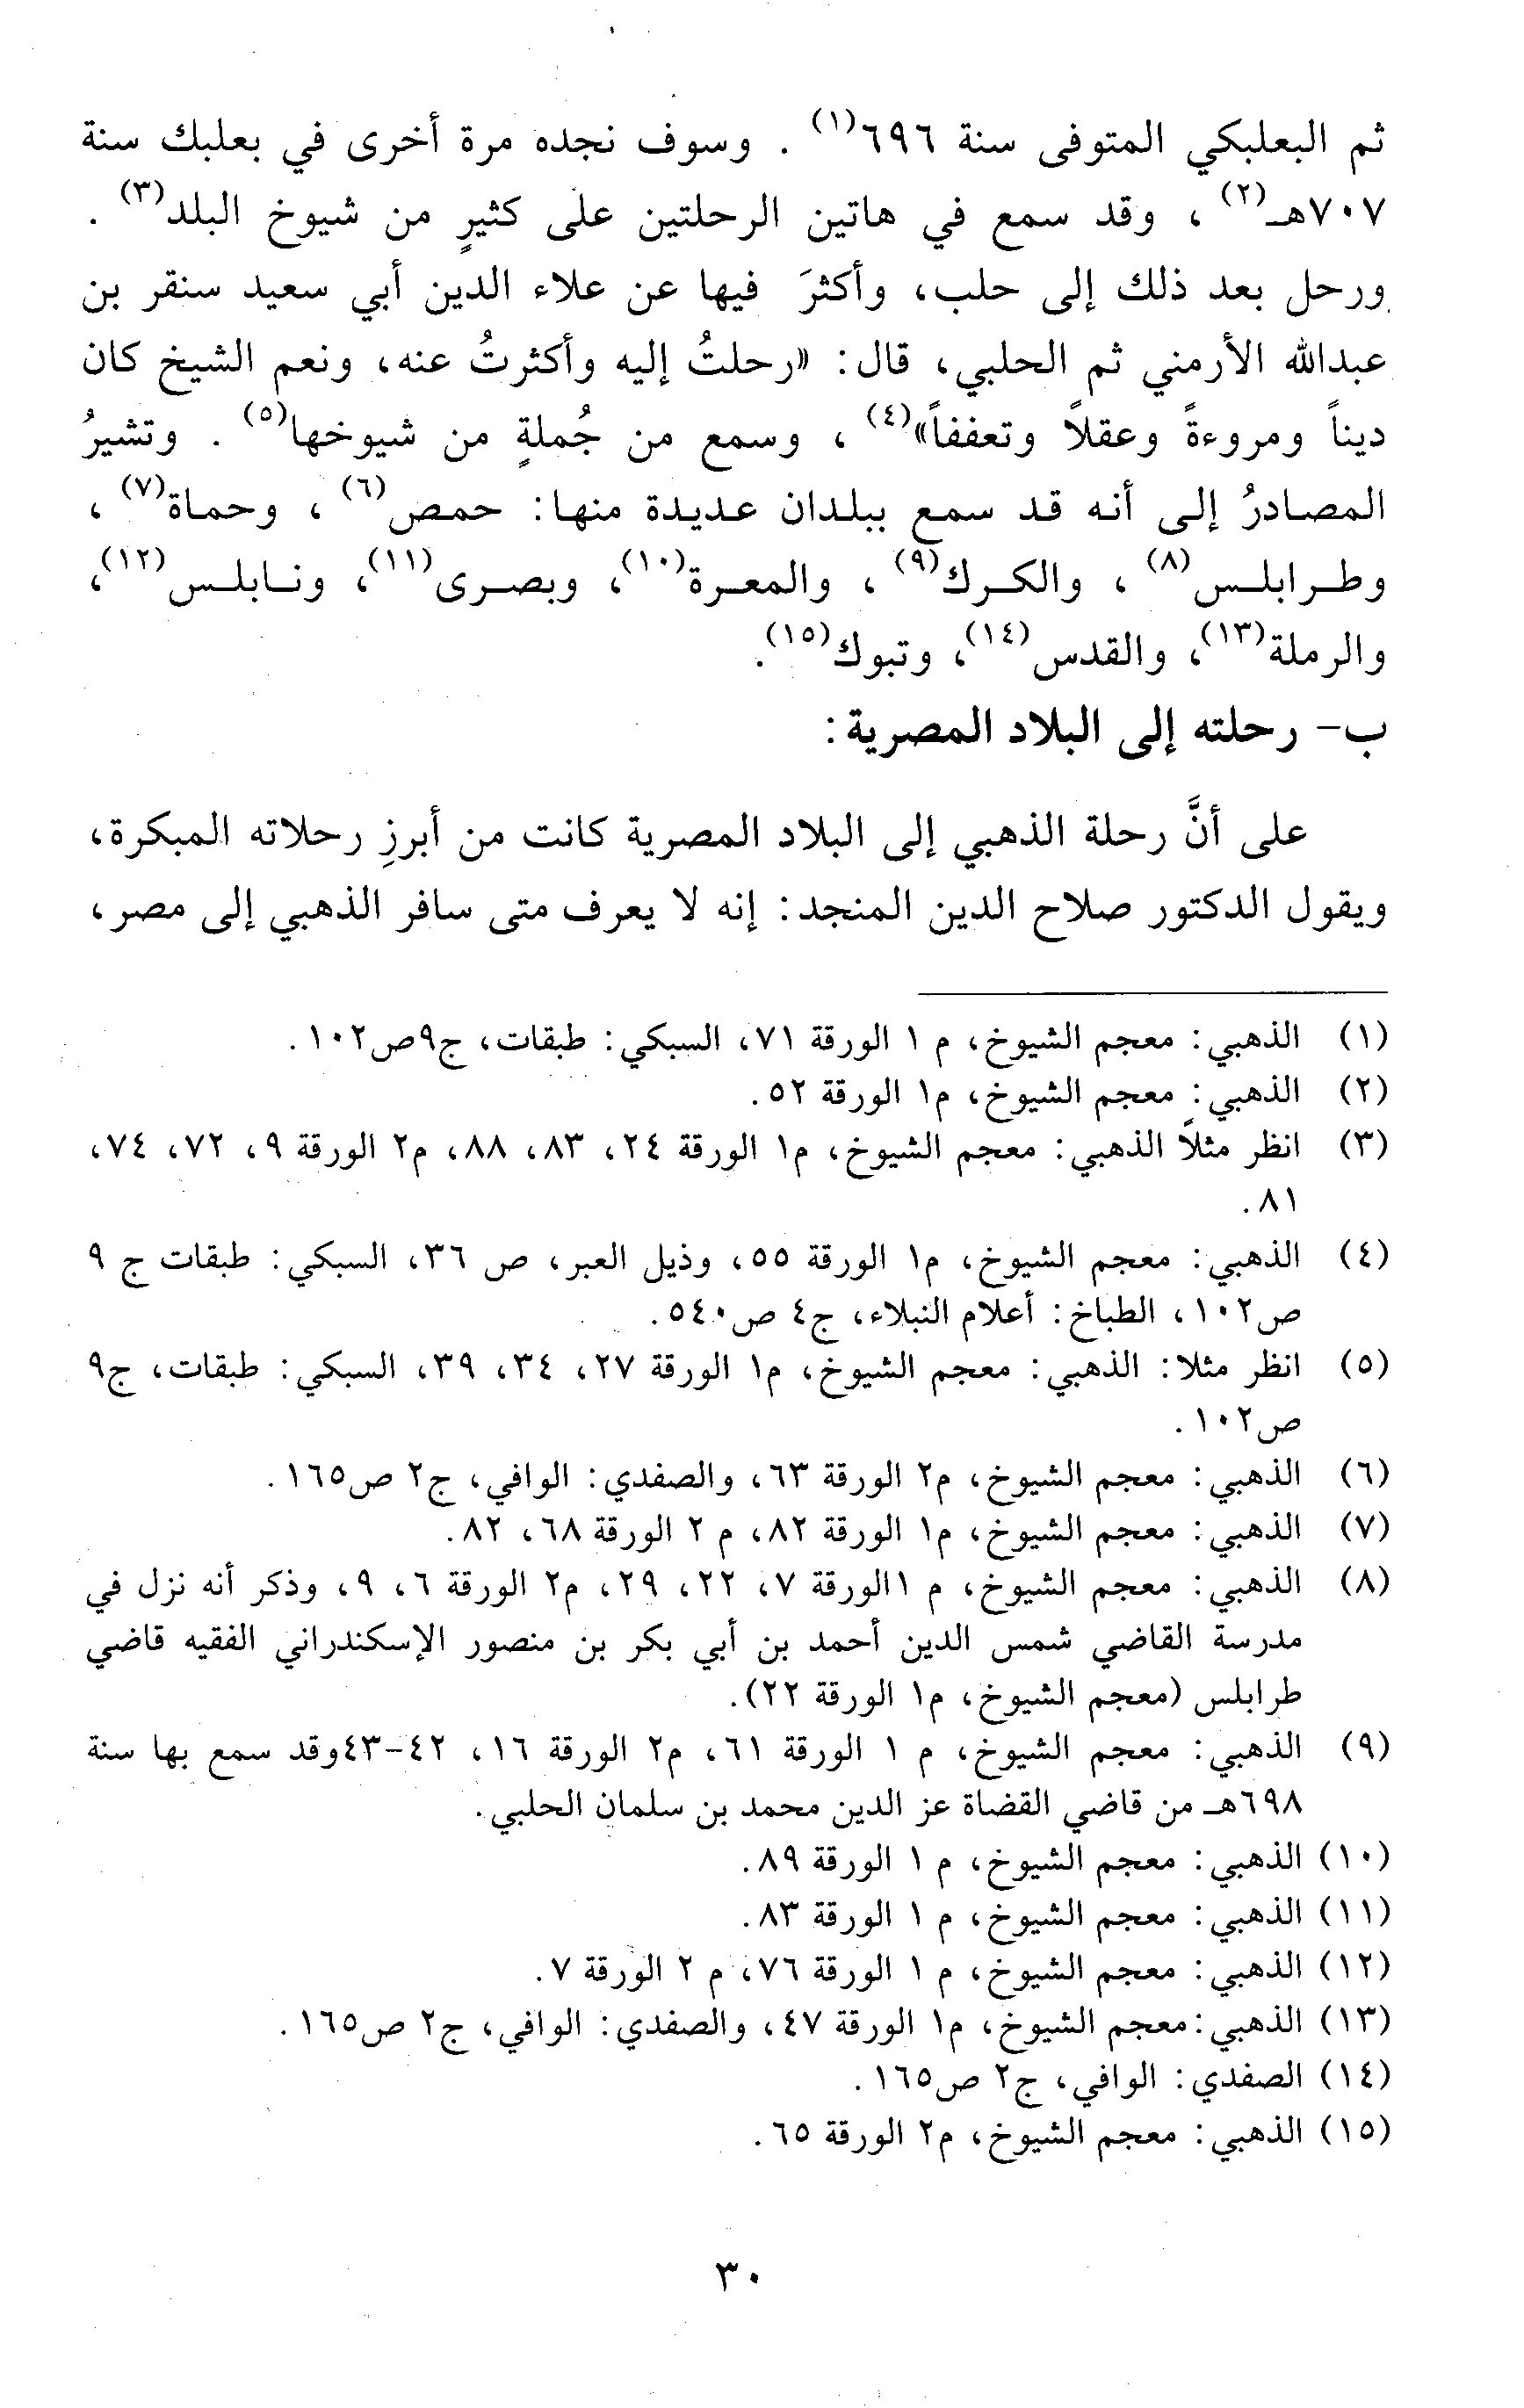 ثم البعلبكي المتوفى سنة ٦٩٦(١) . وسوف نجده مرة أخرى في بعلبك سنة
٧٠٧هـ(٢) ، وقد سمع في هاتين الرحلتين على كثيرٍ من شيوخ البلد(٣) .
ورحل بعد ذلك إلى حلب، وأكثرَ فيها عن علاء الدين أبي سعيد سنقر بن
عبدالله الأرمني ثم الحلبي، قال: «رحلتُ إليه وأكثرتُ عنه، ونعم الشيخ كان
ديناً ومروءةً وعقلاً وتعففاً»(٤) ، وسمع من جُملةٍ من شيوخها(٥) . وتشيرُ
المصادرُ إلى أنه قد سمع ببلدان عديدة منها: حمص(٦) ، وحماة(٧) ،
وطرابلس(٨) ، والكرك(٩) ، والمعرة(١٠)، وبصرى(١١)، ونابلس(١٢)،
والرملة(١٣)، والقدس(١٤)، وتبوك(١٥).
ب- رحلته إلى البلاد المصرية:
على أنَّ رحلة الذهبي إلى البلاد المصرية كانت من أبرزِ رحلاته المبكرة،
ويقول الدكتور صلاح الدين المنجد: إنه لا يعرف متى سافر الذهبي إلى مصر،
(١) الذهبي: معجم الشيوخ، م ١ الورقة ٧١، السبكي: طبقات، ج٩ص١٠٢.
(٢) الذهبي: معجم الشيوخ، م١ الورقة ٥٢.
(٣) انظر مثلاً الذهبي: معجم الشيوخ، م١ الورقة ٢٤، ٨٣، ٨٨، م٢ الورقة ٩، ٧٢، ٧٤،
٨١.
(٤) الذهبي: معجم الشيوخ، م١ الورقة ٥٥، وذيل العبر، ص ٣٦، السبكي: طبقات ج ٩
ص١٠٢، الطباخ: أعلام النبلاء، ج٤ ص٥٤٠.
(٥) انظر مثلا: الذهبي: معجم الشيوخ، م١ الورقة ٢٧، ٣٤، ٣٩، السبكي: طبقات، ج٩
ص١٠٢.
(٦) الذهبي: معجم الشيوخ، م٢ الورقة ٦٣، والصفدي: الوافي، ج٢ ص١٦٥.
(٧) الذهبي: معجم الشيوخ، م١ الورقة ٨٢، م ٢ الورقة ٦٨، ٨٢.
(٨) الذهبي: معجم الشيوخ، م ١الورقة ٧، ٢٢، ٢٩، م٢ الورقة ٦، ٩، وذكر أنه نزل في
مدرسة القاضي شمس الدين أحمد بن أبي بكر بن منصور الإسكندراني الفقيه قاضي
طرابلس (معجم الشيوخ، م١ الورقة ٢٢).
(٩) الذهبي: معجم الشيوخ، م ١ الورقة ٦١، م٢ الورقة ١٦، ٤٢-٤٣وقد سمع بها سنة
٦٩٨هـ من قاضي القضاة عز الدين محمد بن سلمان الحلبي.
(١٠) الذهبي: معجم الشيوخ، م ١ الورقة ٨٩.
(١١) الذهبي: معجم الشيوخ، م ١ الورقة ٨٣.
(١٢) الذهبي: معجم الشيوخ، م ١ الورقة ٧٦، م ٢ الورقة ٧.
(١٣) الذهبي: معجم الشيوخ، م١ الورقة ٤٧، والصفدي: الوافي، ج٢ ص١٦٥.
(١٤) الصفدي: الوافي، ج٢ ص١٦٥.
(١٥) الذهبي: معجم الشيوخ، م٢ الورقة ٦٥.
٣٠